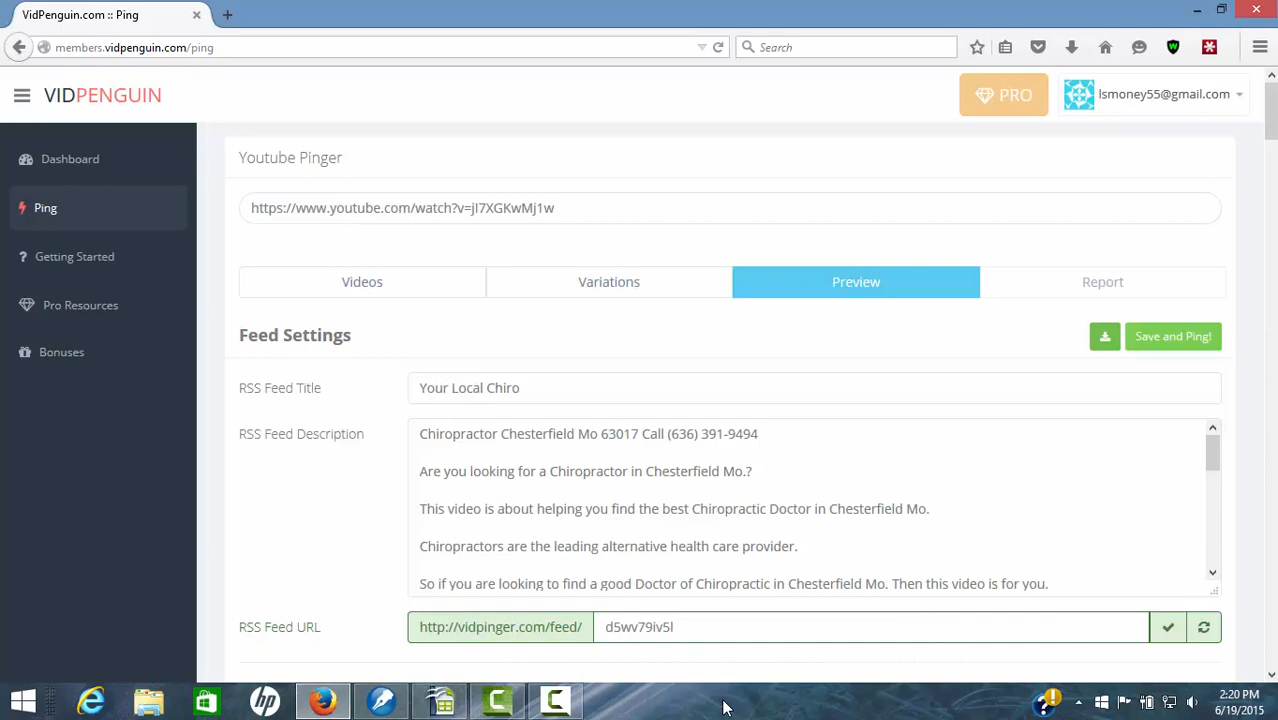 VidPenguin.com :: Ping
members.vidpenguin.com/ping
Search
VIDPENGUIN
PRO
lsmoney55@gmail.com
Dashboard
Ping
Getting Started
Pro Resources
Bonuses
Youtube Pinger
https://www.youtube.com/watch?v=jI7XGKwMj1w
Videos
Variations
Preview
Report
Feed Settings
Save and Ping!
RSS Feed Title
Your Local Chiro
RSS Feed Description
Chiropractor Chesterfield Mo 63017 Call (636) 391-9494
Are you looking for a Chiropractor in Chesterfield Mo.?
This video is about helping you find the best Chiropractic Doctor in Chesterfield Mo.
Chiropractors are the leading alternative health care provider.
So if you are looking to find a good Doctor of Chiropractic in Chesterfield Mo. Then this video is for you.
RSS Feed URL
http://vidpinger.com/feed/
d5wv79iv5l
2:20 PM
6/19/2015